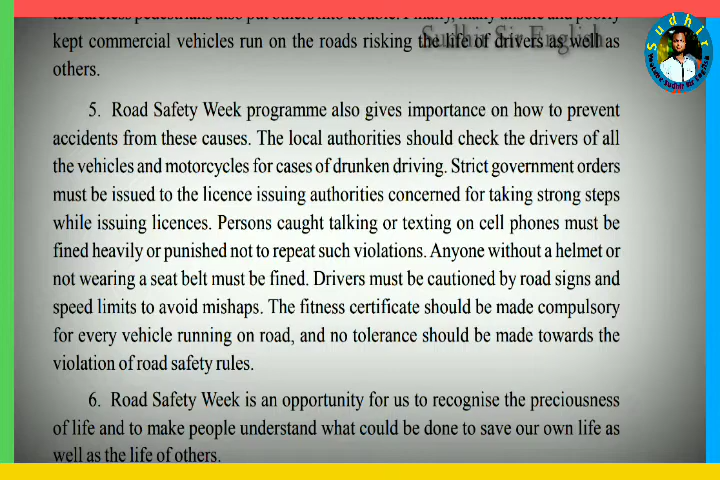 kept commercial vehicles run on the roads risking the life of drivers as well as
Sudhir Sir English
others.
5. Road Safety Week programme also gives importance on how to prevent
accidents from these causes. The local authorities should check the drivers of all
the vehicles and motorcycles for cases of drunken driving. Strict government orders
must be issued to the licence issuing authorities concerned for taking strong steps
while issuing licences. Persons caught talking or texting on cell phones must be
fined heavily or punished not to repeat such violations. Anyone without a helmet or
not wearing a seat belt must be fined. Drivers must be cautioned by road signs and
speed limits to avoid mishaps. The fitness certificate should be made compulsory
for every vehicle running on road, and no tolerance should be made towards the
violation of road safety rules.
6. Road Safety Week is an opportunity for us to recognise the preciousness
of life and to make people understand what could be done to save our own life as
well as the life of others.
Sudhir
Youtube Sudhir Sir English